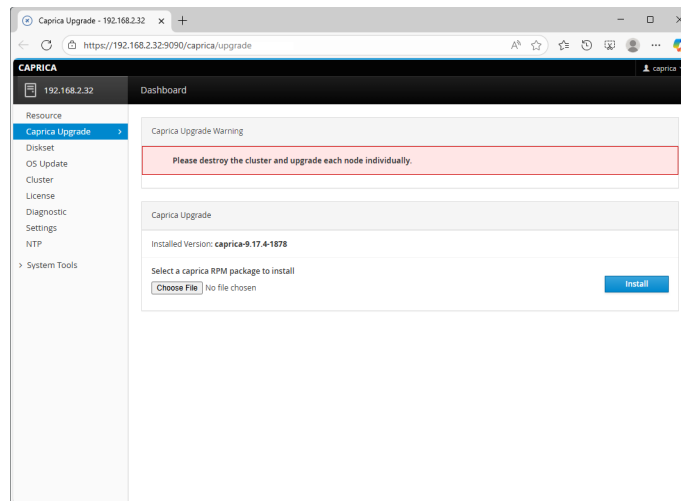 Caprica Upgrade - 192.168.2.32
https://192.168.2.32:9090/caprica/upgrade
CAPRICA
caprica
192.168.2.32
Dashboard
Resource
Caprica Upgrade
Diskset
OS Update
Cluster
License
Diagnostic
Settings
NTP
System Tools
Caprica Upgrade Warning
Please destroy the cluster and upgrade each node individually.
Caprica Upgrade
Installed Version: caprica-9.17.4-1878
Select a caprica RPM package to install
Choose File No file chosen
Install